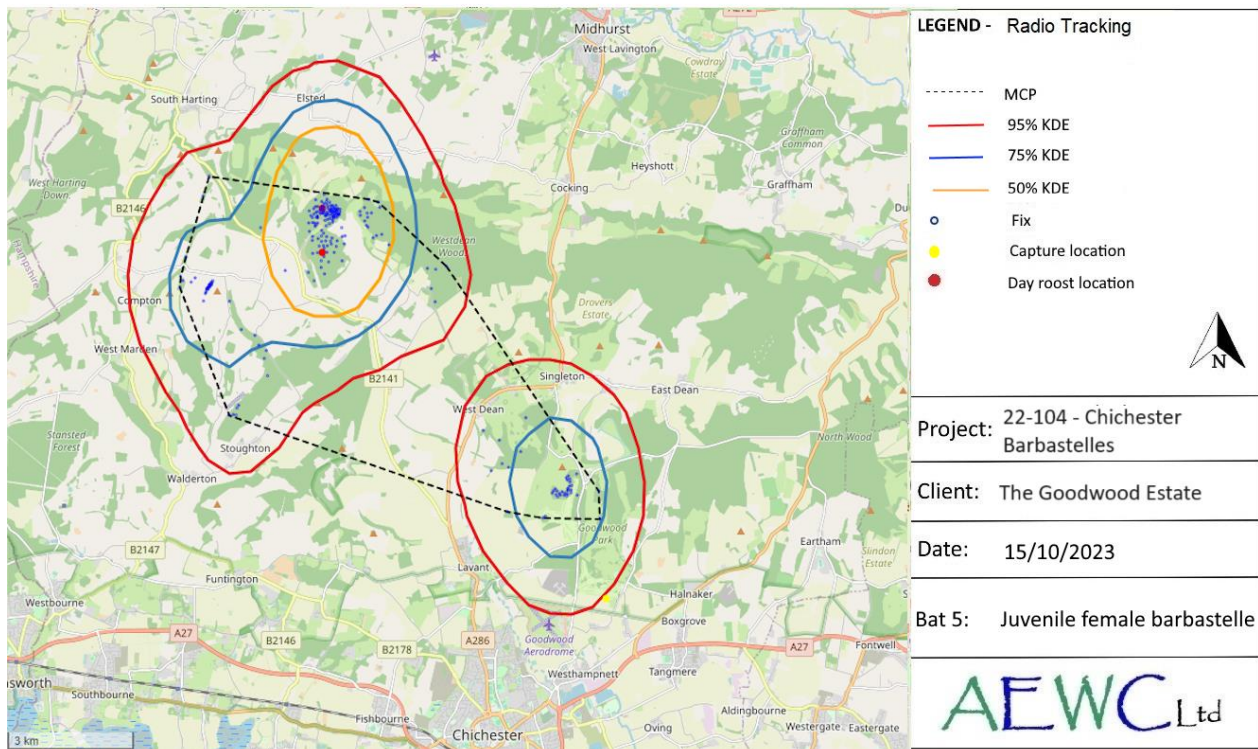 A272
Midhurst
West Lavington
Cowdray
Estate
South Harting
Elsted
Graffham
Common
Heyshott
West Harting
Down
Cocking
Graffham
B2146
Hampshire
Westdean
Woods
Compton
Drovers
Estate
West Marden
B2141
Singleton
East Dean
West Dean
Stansted
Forest
Stoughton
North Wood
Walderton
Goodwood
Park
B2147
Eartham
Slindon
Estate
Lavant
Funtington
Halnaker
Westbourne
Boxgrove
A27
B2146
B2178
A286
Goodwood
Aerodrome
A27
Fontwell
Westhampnett
Tangmere
Southbourne
Fishbourne
Aldingbourne
Oving
Westergate
Eastergate
Chichester
3 km
LEGEND - Radio Tracking
MCP
95% KDE
75% KDE
50% KDE
Fix
Capture location
Day roost location
N
Project: 22-104 - Chichester
Barbastelles
Client: The Goodwood Estate
Date: 15/10/2023
Bat 5: Juvenile female barbastelle
AEWC Ltd